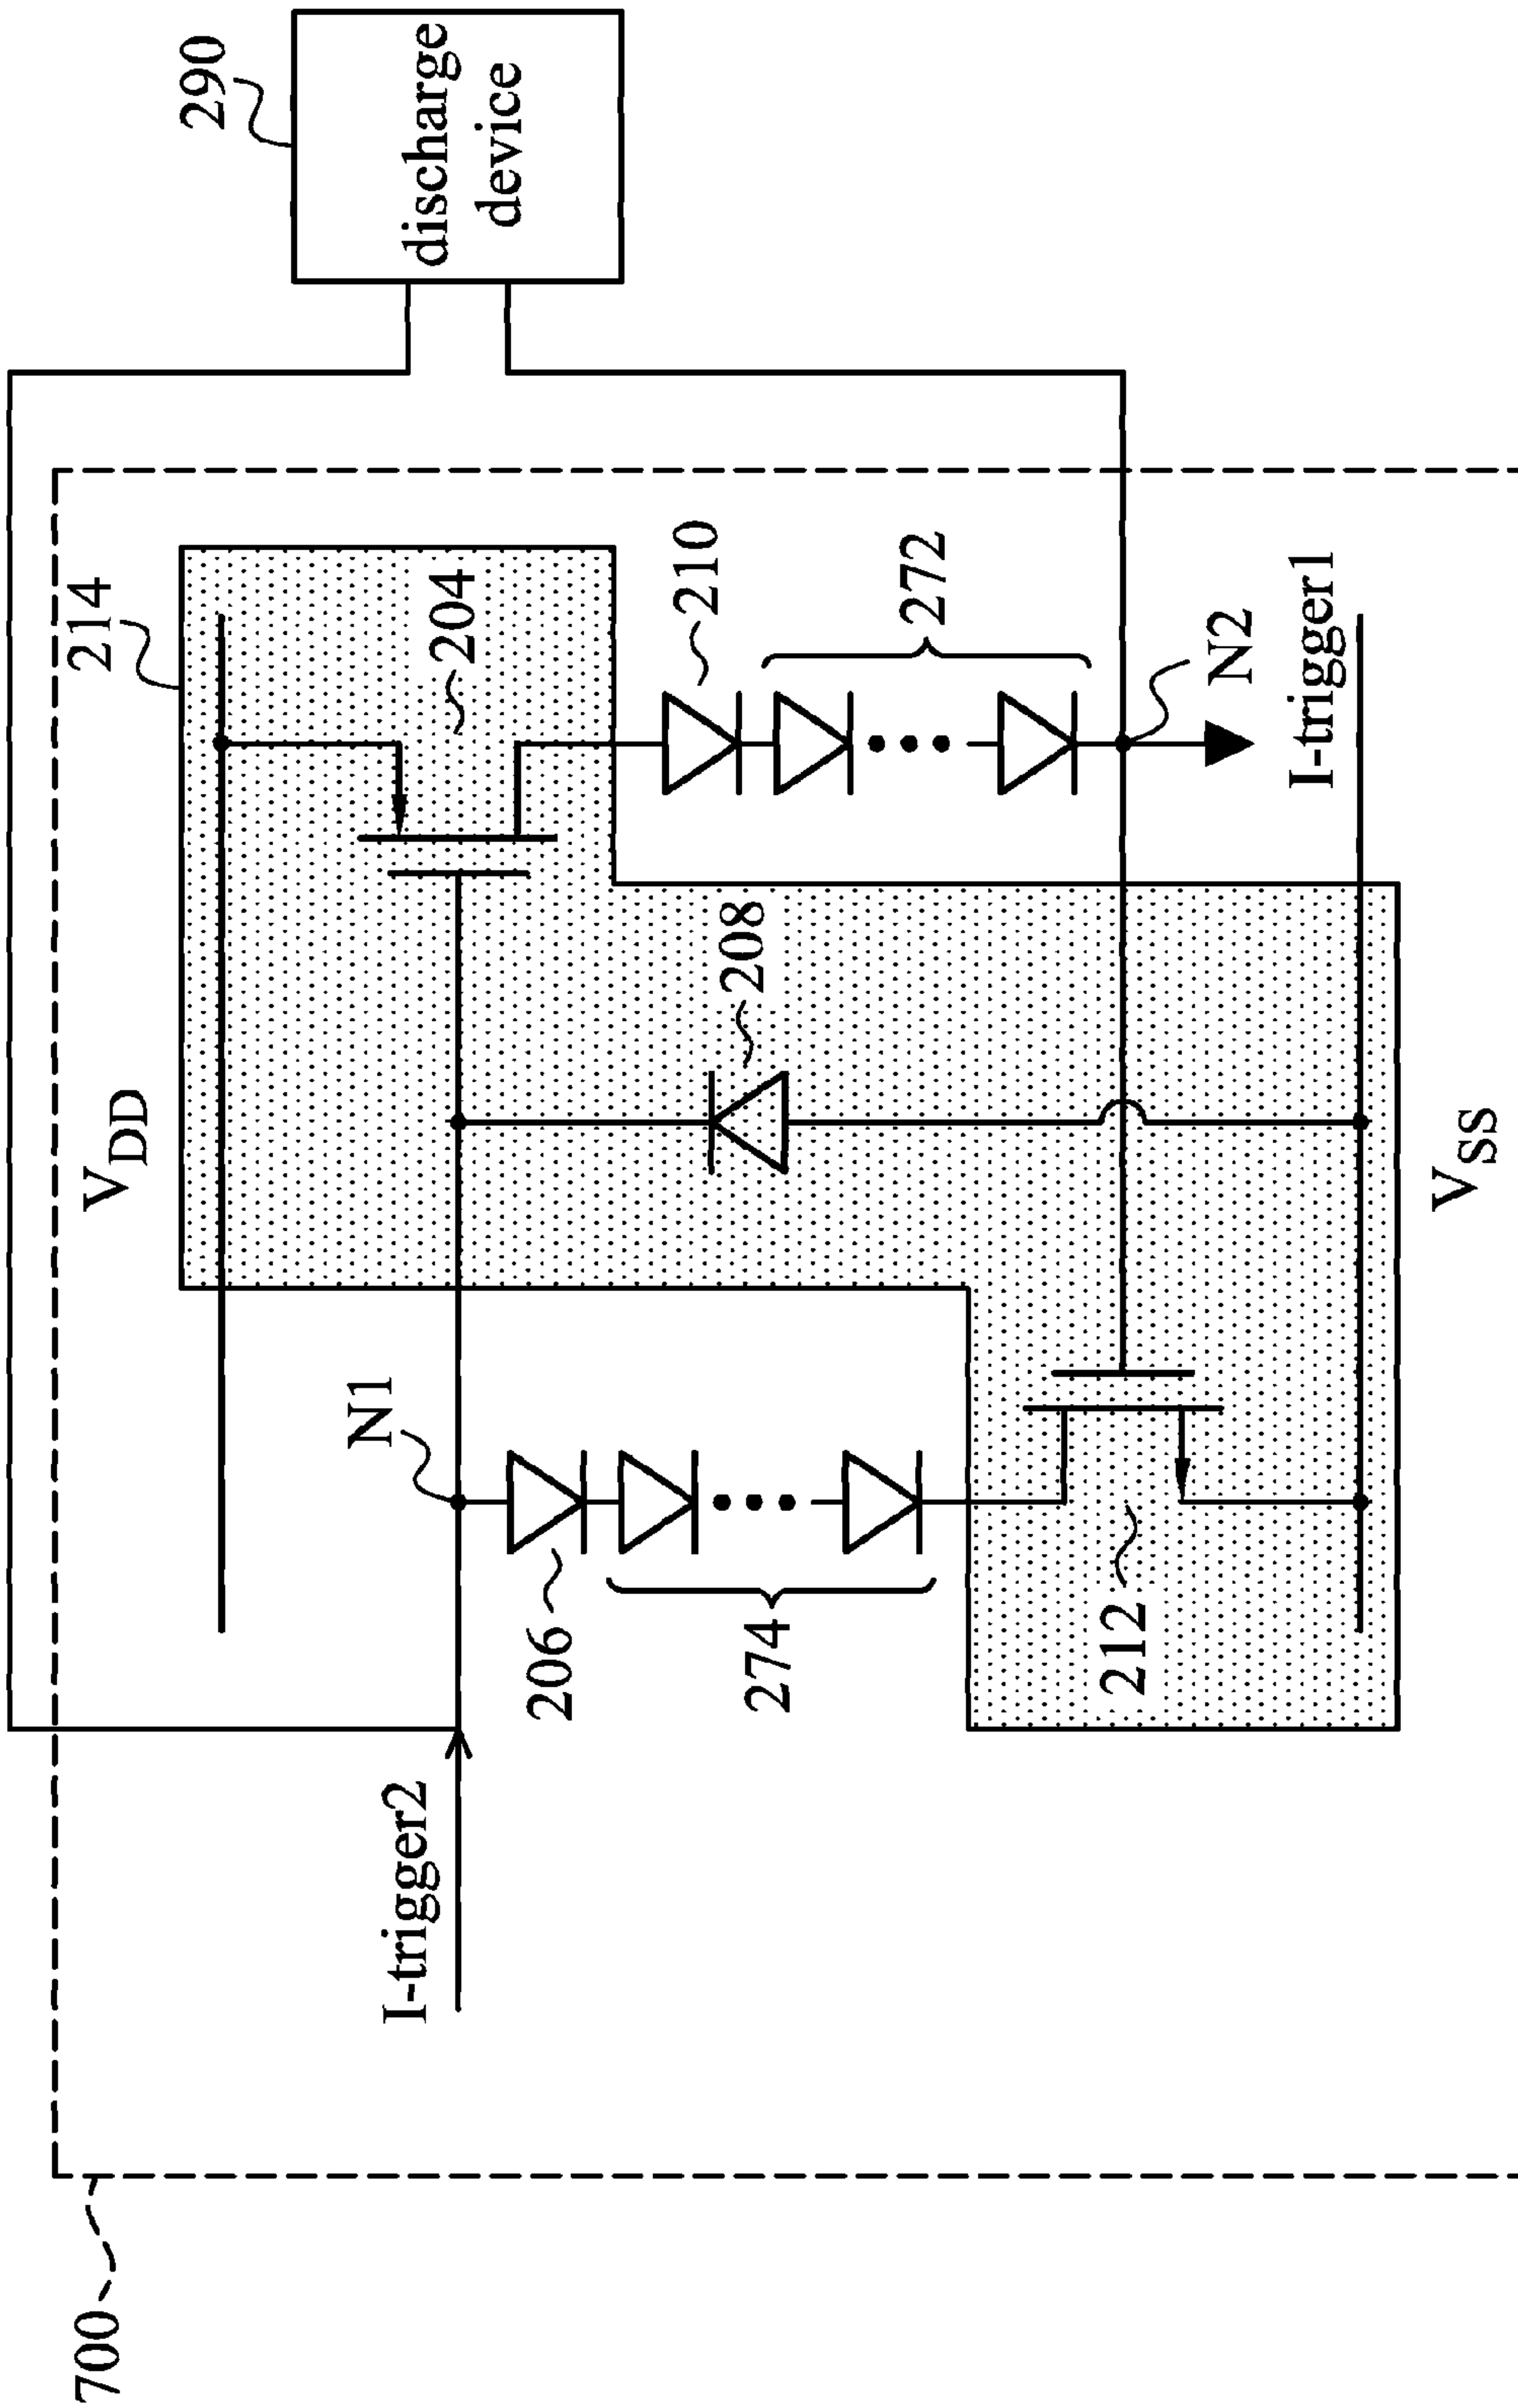 290
discharge
device
214
V_DD
204
N1
I-trigger2
210
206
208
272
274
212
N2
I-trigger1
V_SS
700